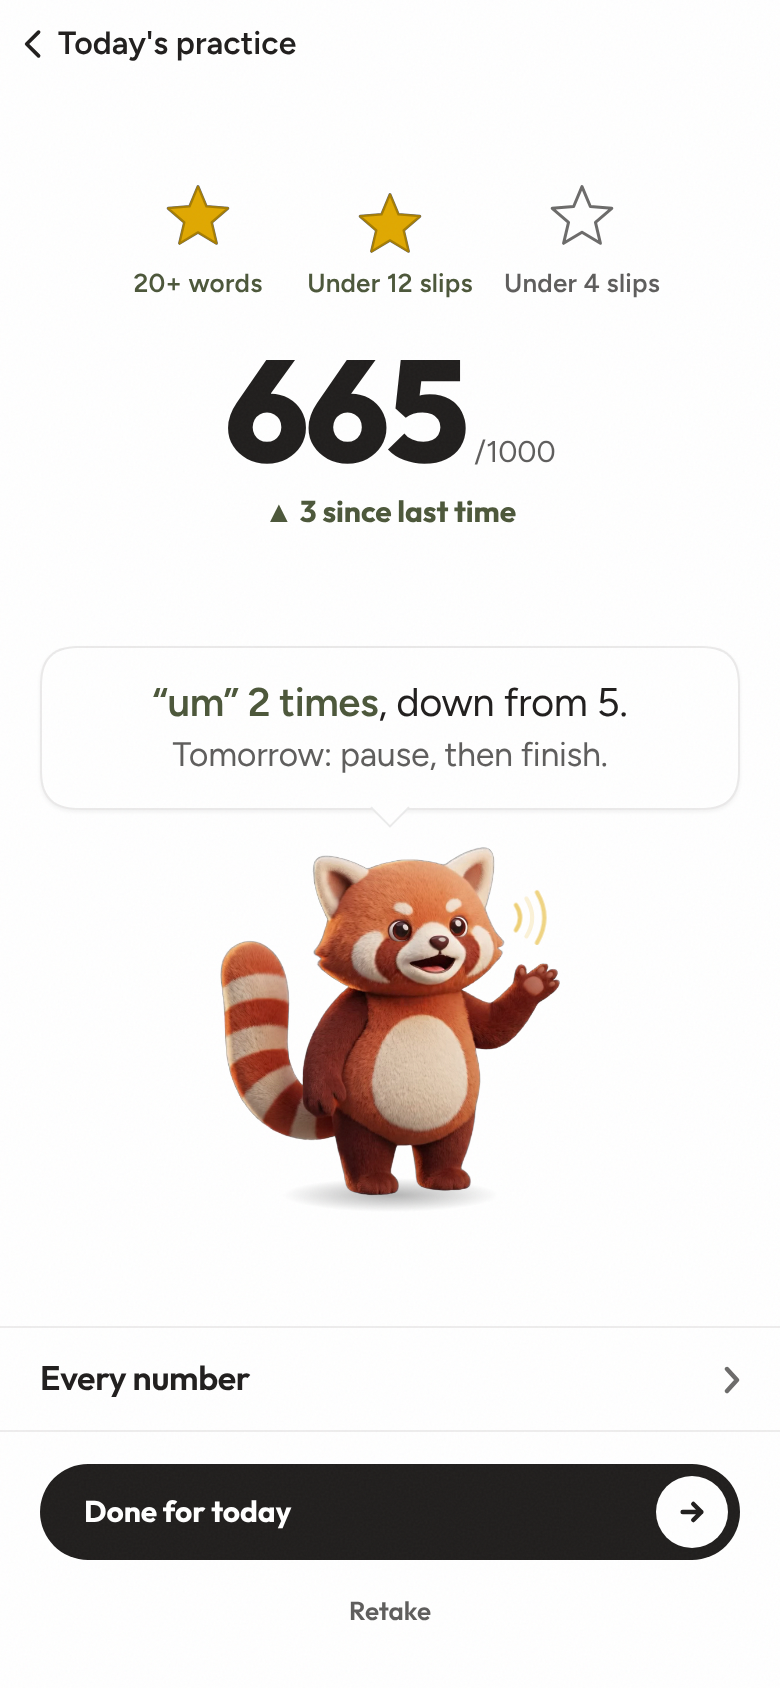 Today's practice
20+ words
Under 12 slips
Under 4 slips
665 /1000
▲ 3 since last time
“um” 2 times, down from 5.
Tomorrow: pause, then finish.
Every number
Done for today
Retake